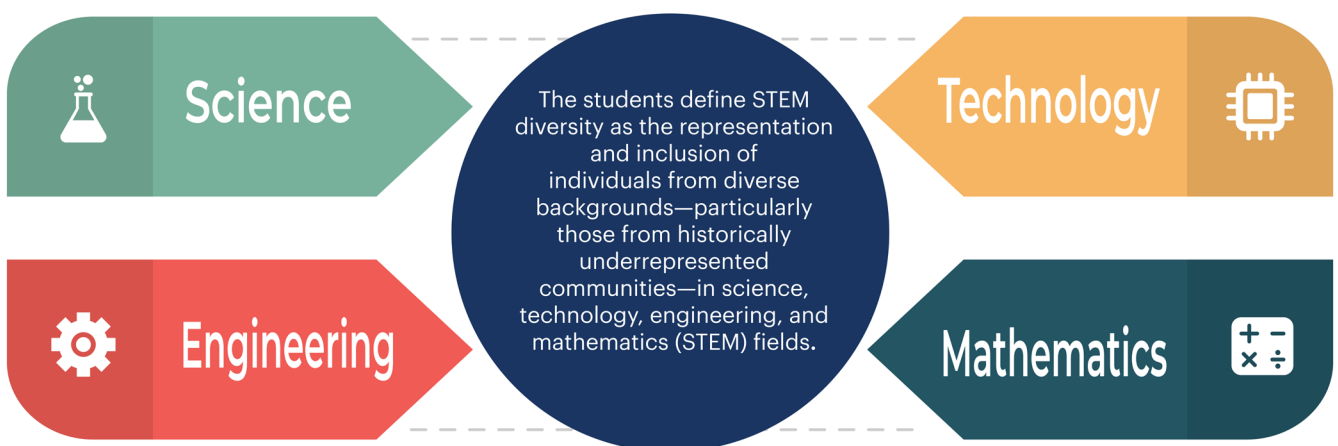 Science
Technology
The students define STEM
diversity as the representation
and inclusion of
individuals from diverse
backgrounds—particularly
those from historically
underrepresented
communities—in science,
technology, engineering, and
mathematics (STEM) fields.
Engineering
Mathematics